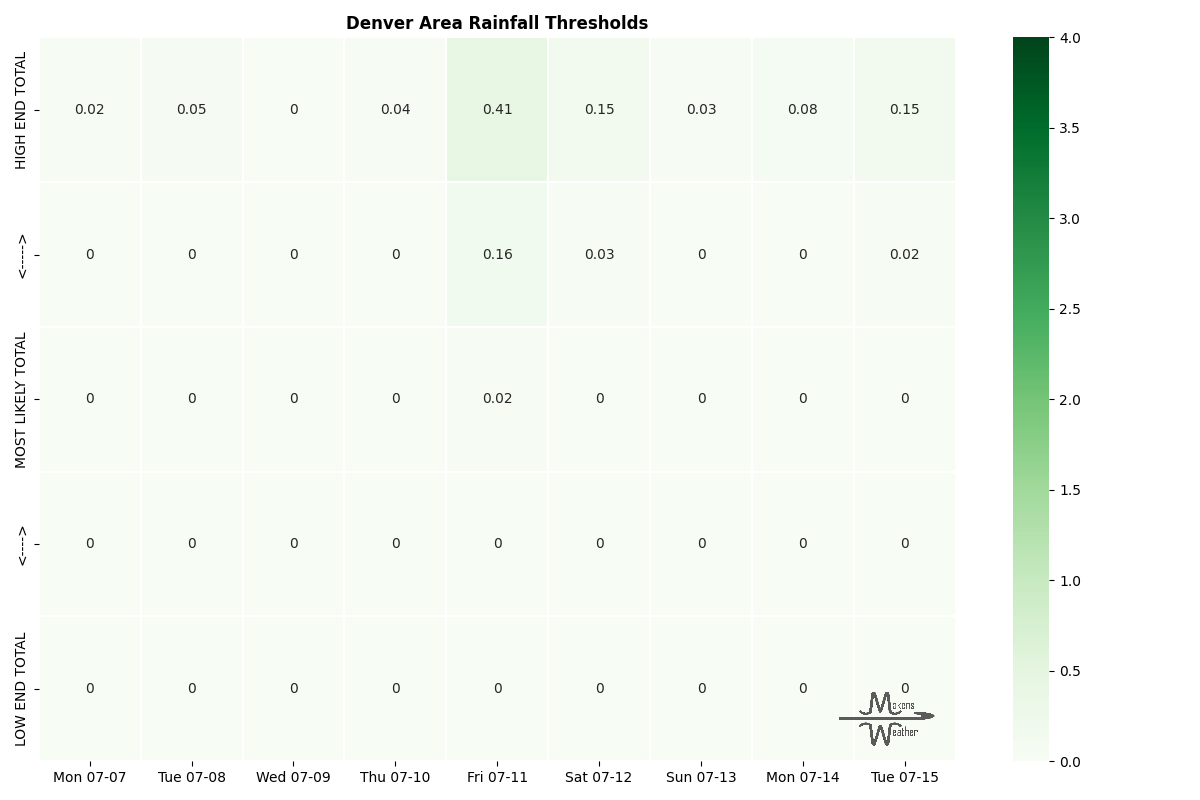 Denver Area Rainfall Thresholds
HIGH END TOTAL
0.02 0.05 0 0.04 0.41 0.15 0.03 0.08 0.15
<----->
0 0 0 0 0.16 0.03 0 0 0.02
MOST LIKELY TOTAL
0 0 0 0 0.02 0 0 0 0
<---->
0 0 0 0 0 0 0 0 0
LOW END TOTAL
0 0 0 0 0 0 0 0 0
Makens
Weather
Mon 07-07 Tue 07-08 Wed 07-09 Thu 07-10 Fri 07-11 Sat 07-12 Sun 07-13 Mon 07-14 Tue 07-15
4.0
3.5
3.0
2.5
2.0
1.5
1.0
0.5
0.0